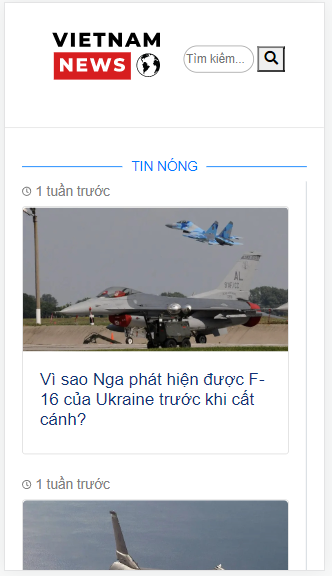 VIETNAM
NEWS
Tìm kiếm...
TIN NÓNG
1 tuần trước
AL
Vì sao Nga phát hiện được F-
16 của Ukraine trước khi cất
cánh?
1 tuần trước